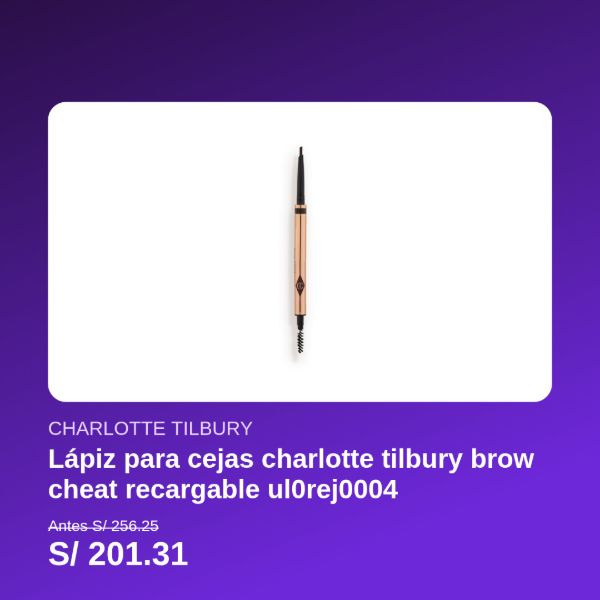 CHARLOTTE TILBURY
Lápiz para cejas charlotte tilbury brow
cheat recargable ul0rej0004
Antes S/ 256.25
S/ 201.31